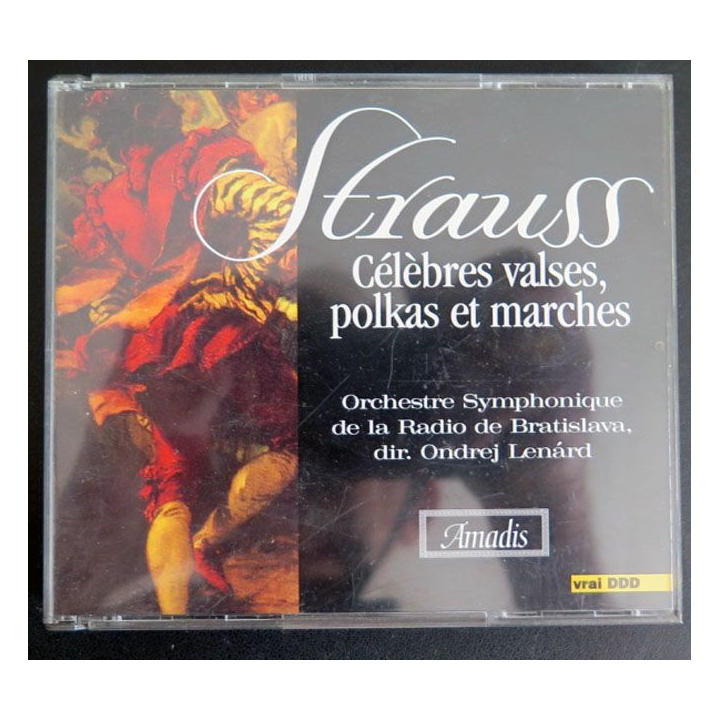 Strauss
Célèbres valses,
polkas et marches
Orchestre Symphonique
de la Radio de Bratislava,
dir. Ondrej Lenárd
Amadis
vrai DDD